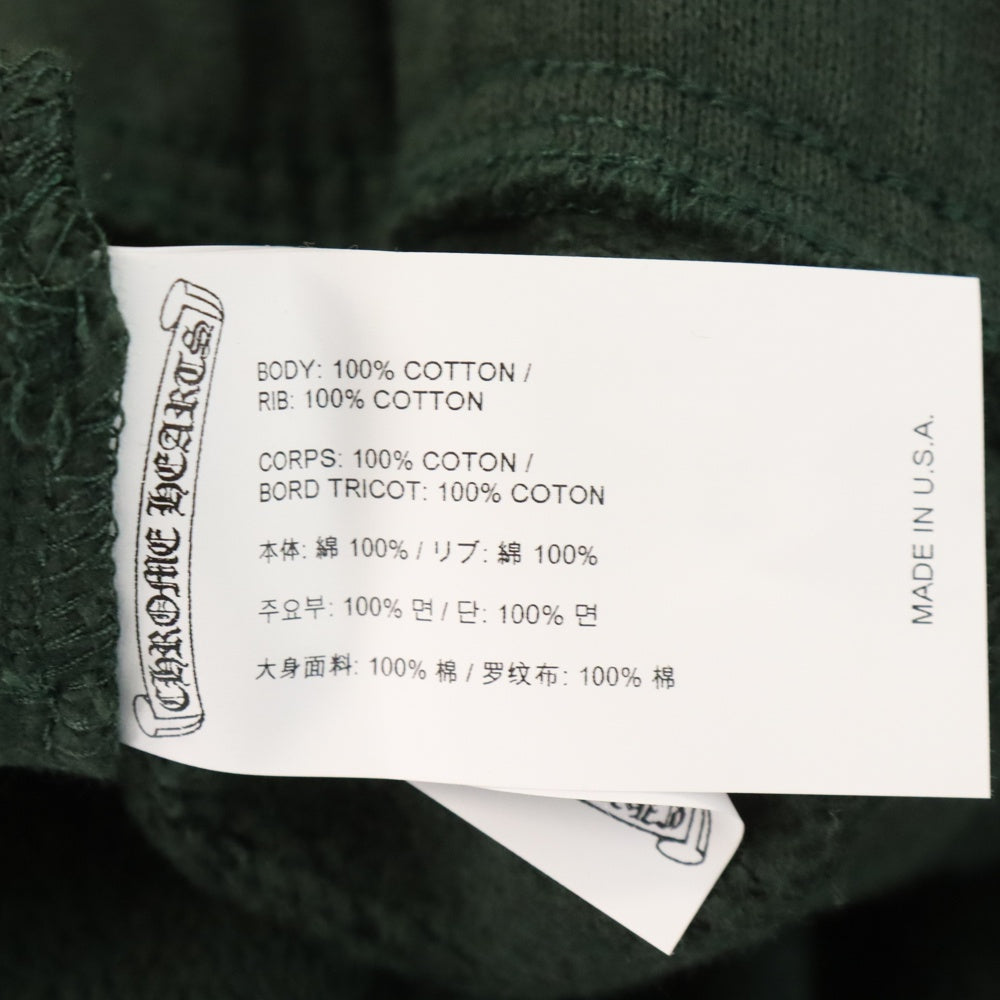 CHROME HEARTS
BODY: 100% COTTON /
RIB: 100% COTTON
CORPS: 100% COTON /
BORD TRICOT: 100% COTON
本体: 綿 100% / リブ: 綿 100%
주요부: 100% 면 / 단: 100% 면
大身面料: 100% 棉 / 罗纹布: 100% 棉
MADE IN U.S.A.